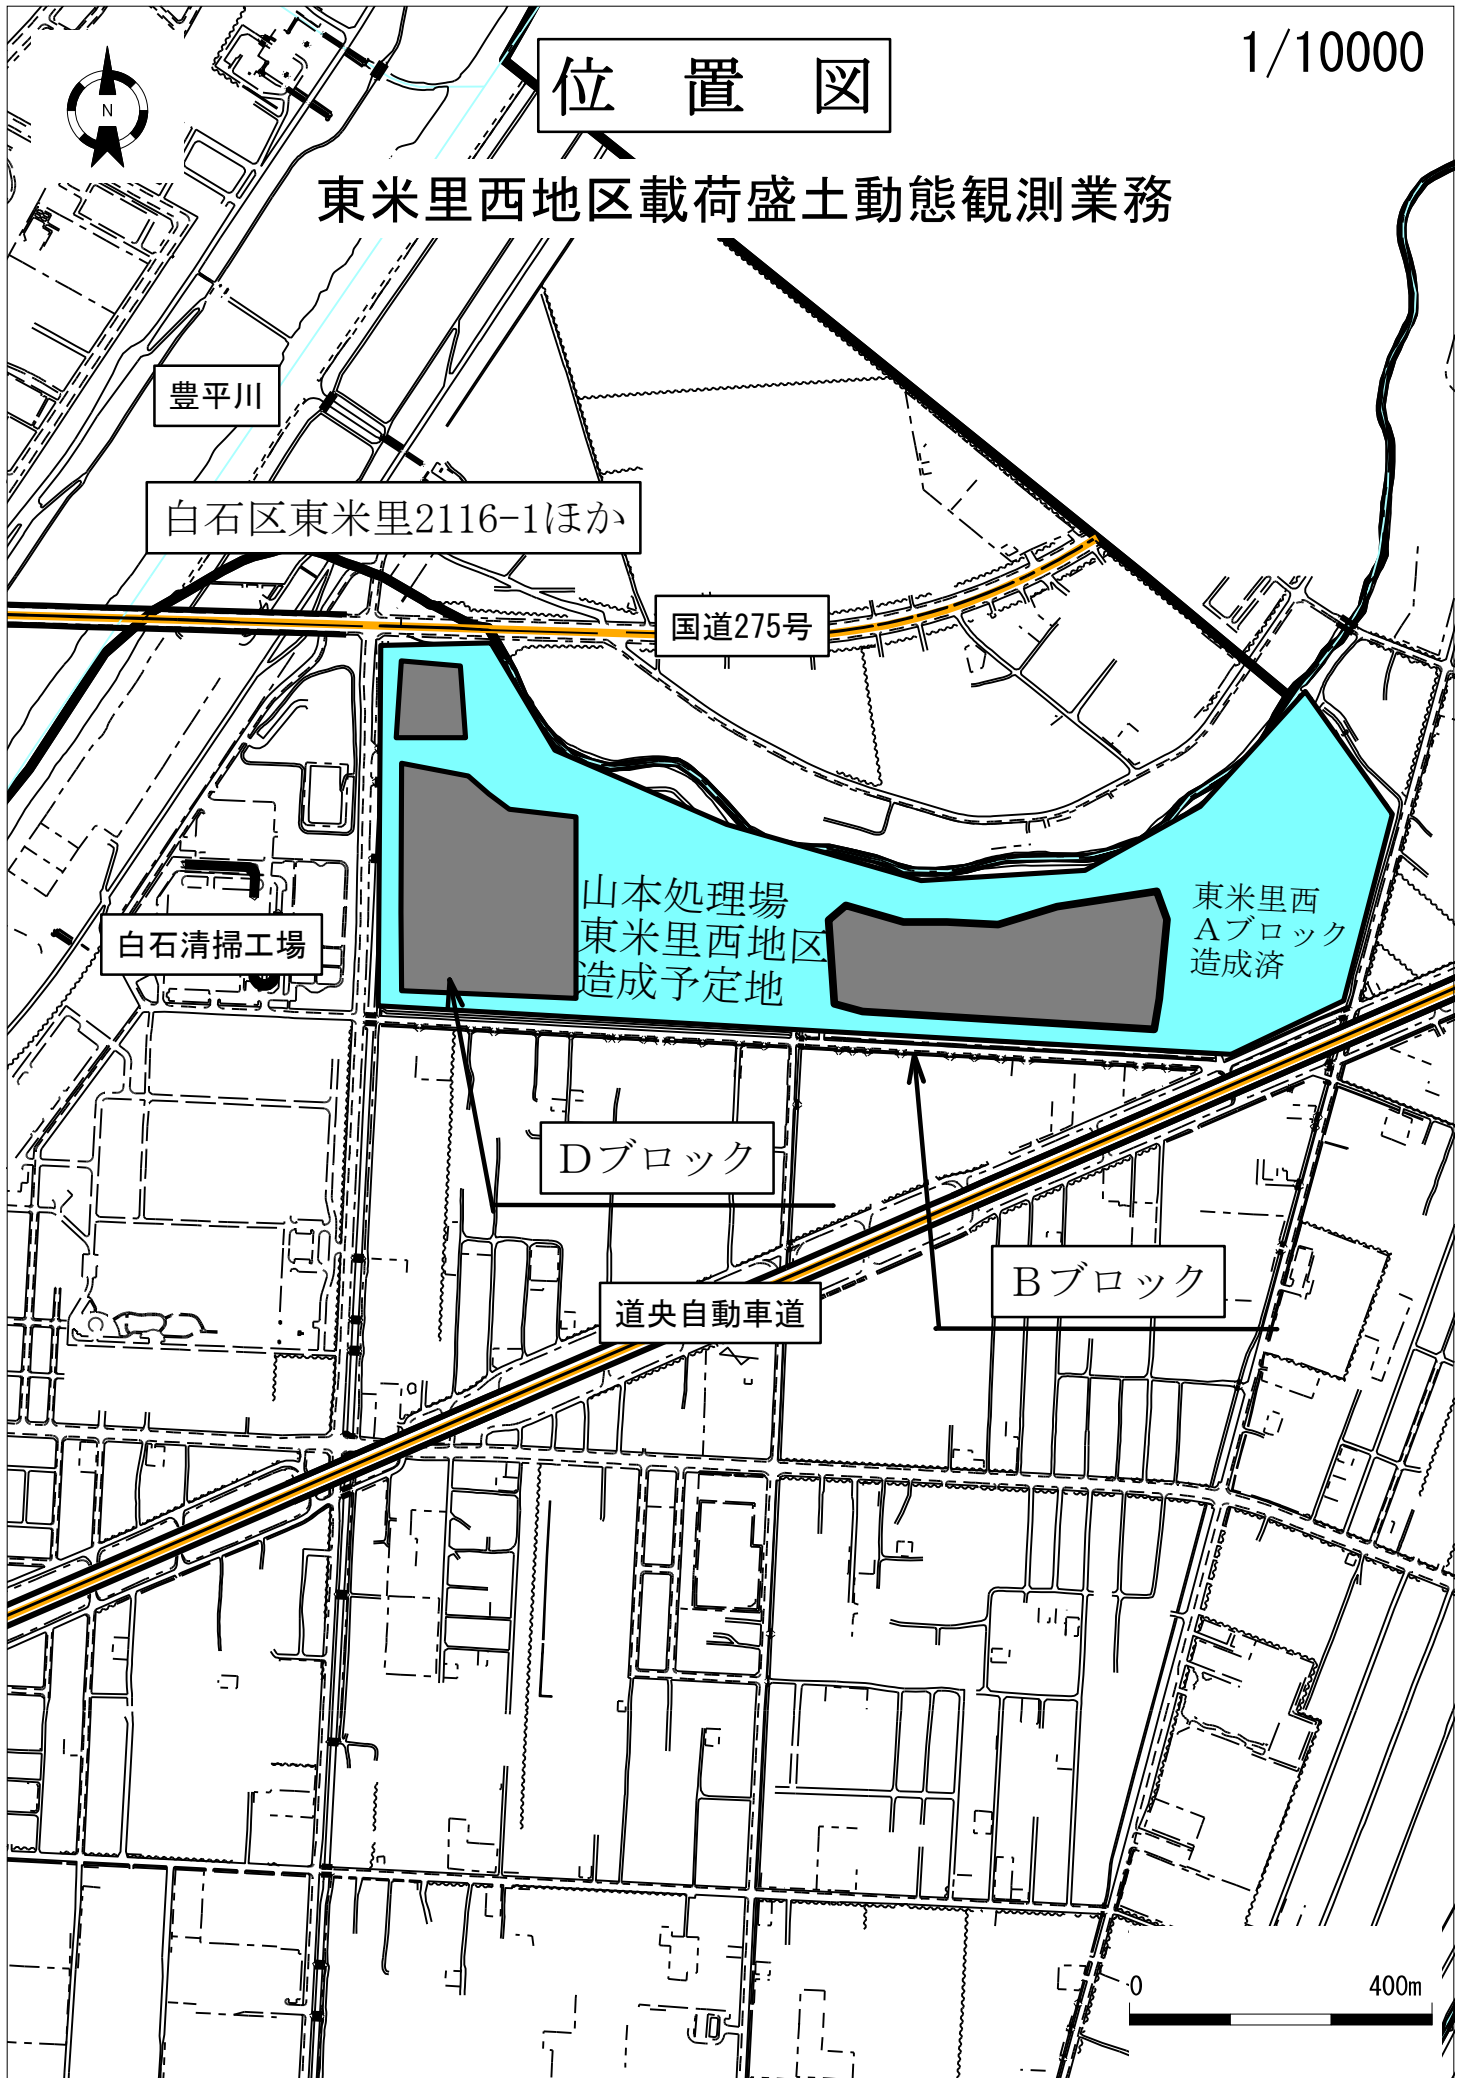 1/10000
位 置 図
N
東米里西地区載荷盛土動態観測業務
豊平川
白石区東米里2116-1ほか
国道275号
山本処理場
東米里西地区
造成予定地
東米里西
Aブロック
造成済
白石清掃工場
Dブロック
Bブロック
道央自動車道
0 400m